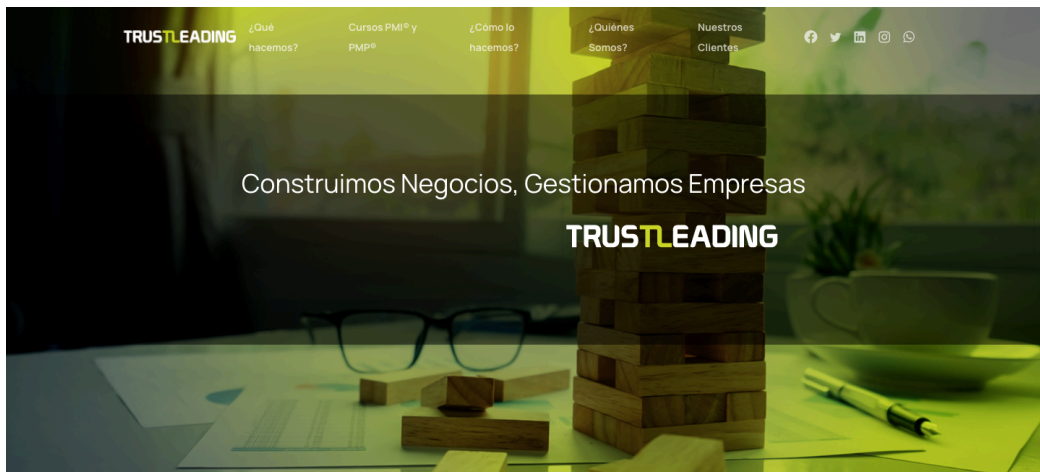 TRUSTLEADING
¿Qué
hacemos?
Cursos PMI® y
PMP®
¿Cómo lo
hacemos?
¿Quiénes
Somos?
Nuestros
Clientes
Construimos Negocios, Gestionamos Empresas
TRUSTLEADING